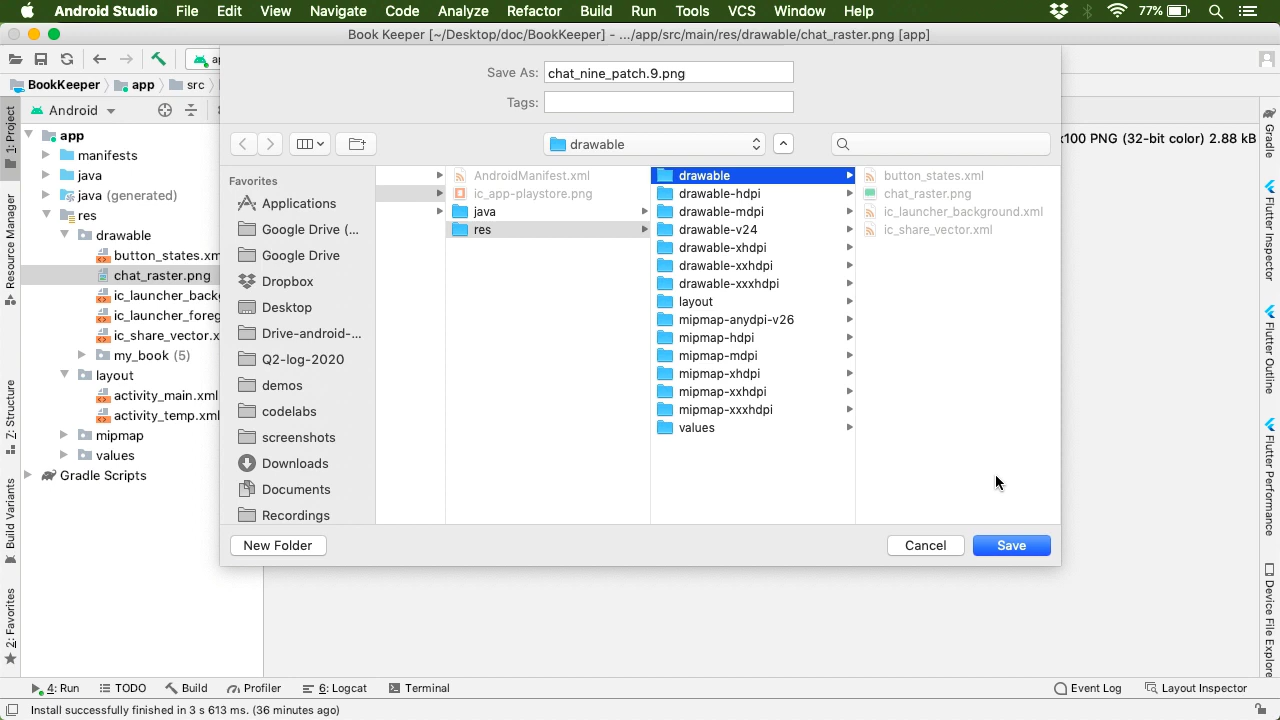 Android Studio File Edit View Navigate Code Analyze Refactor Build Run Tools VCS Window Help 77%
Book Keeper [~/Desktop/doc/BookKeeper] - .../app/src/main/res/drawable/chat_raster.png [app]
BookKeeper app src
Android
app
manifests
java
java (generated)
res
drawable
button_states.xm
chat_raster.png
ic_launcher_back
ic_launcher_foreg
ic_share_vector.x
my_book (5)
layout
activity_main.xml
activity_temp.xml
mipmap
values
Gradle Scripts
1: Project
Resource Manager
Z: Structure
Build Variants
2: Favorites
Save As: chat_nine_patch.9.png
Tags:
drawable
Favorites
Applications
Google Drive (...
Google Drive
Dropbox
Desktop
Drive-android-...
Q2-log-2020
demos
codelabs
screenshots
Downloads
Documents
Recordings
AndroidManifest.xml
ic_app-playstore.png
java
res
drawable
drawable-hdpi
drawable-mdpi
drawable-v24
drawable-xhdpi
drawable-xxhdpi
drawable-xxxhdpi
layout
mipmap-anydpi-v26
mipmap-hdpi
mipmap-mdpi
mipmap-xhdpi
mipmap-xxhdpi
mipmap-xxxhdpi
values
button_states.xml
chat_raster.png
ic_launcher_background.xml
ic_share_vector.xml
New Folder Cancel Save
x100 PNG (32-bit color) 2.88 kB
Gradle
Flutter Inspector
Flutter Outline
Flutter Performance
Device File Explore
4: Run TODO Build Profiler 6: Logcat Terminal Event Log Layout Inspector
Install successfully finished in 3 s 613 ms. (36 minutes ago)